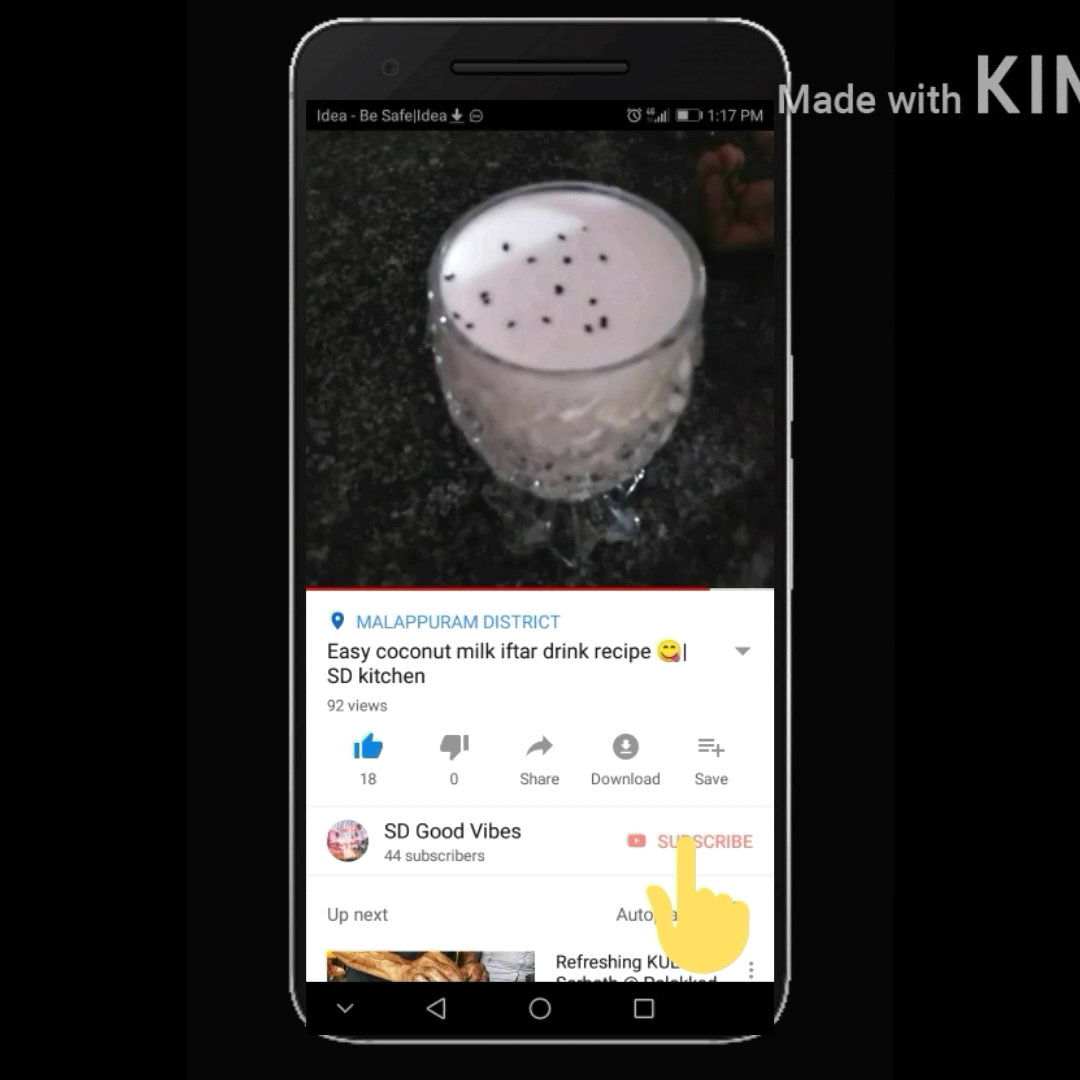 Made with KIN
Idea - Be Safe|Idea
4G
1:17 PM
MALAPPURAM DISTRICT
Easy coconut milk iftar drink recipe 😋|
SD kitchen
92 views
18
0
Share
Download
Save
SD Good Vibes
44 subscribers
SUBSCRIBE
Up next
Refreshing